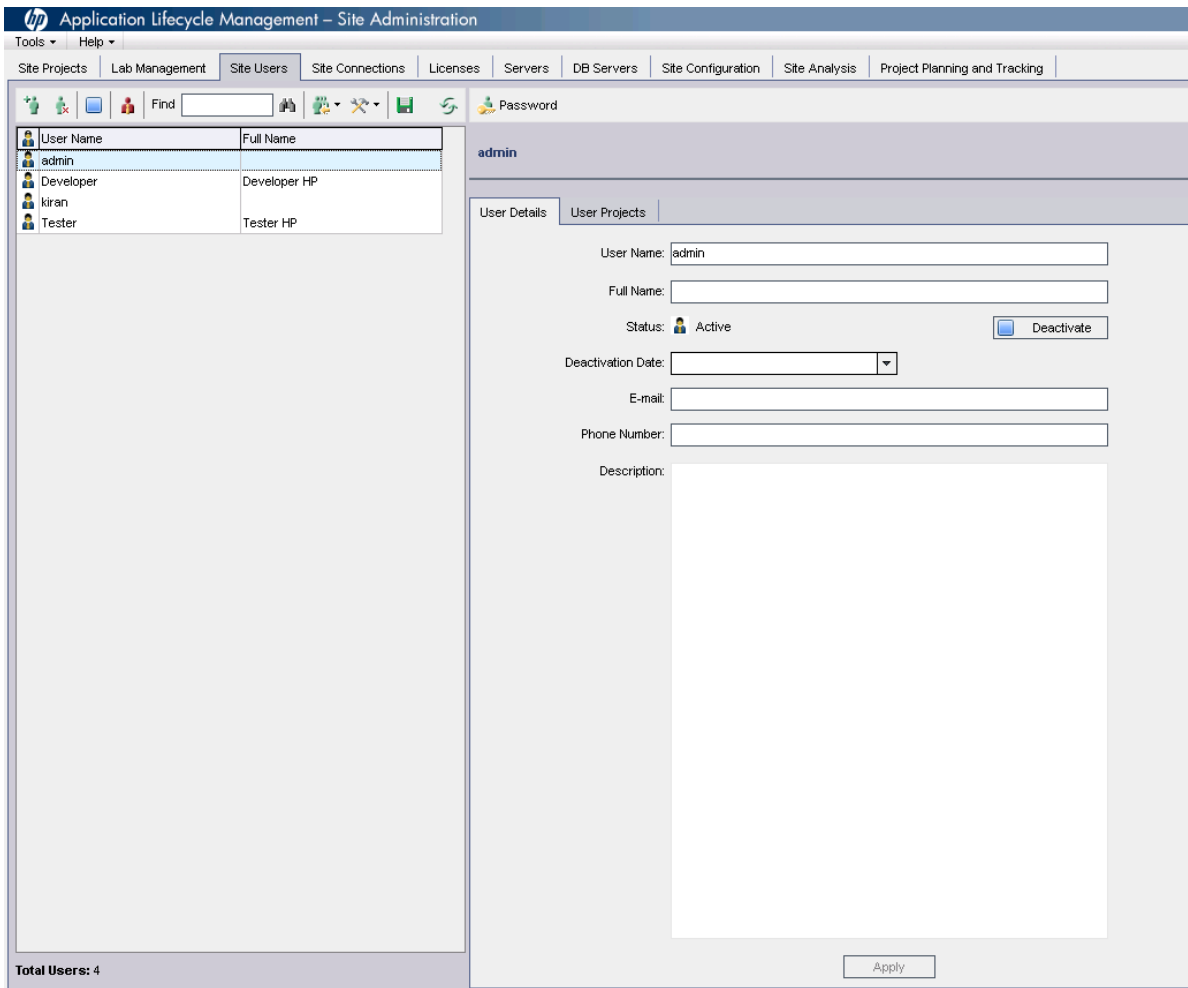 hp Application Lifecycle Management – Site Administration
Tools Help
Site Projects Lab Management Site Users Site Connections Licenses Servers DB Servers Site Configuration Site Analysis Project Planning and Tracking
Find Password
User Name Full Name
admin
Developer Developer HP
kiran
Tester Tester HP
Total Users: 4
admin
User Details User Projects
User Name: admin
Full Name:
Status: Active Deactivate
Deactivation Date:
E-mail:
Phone Number:
Description:
Apply